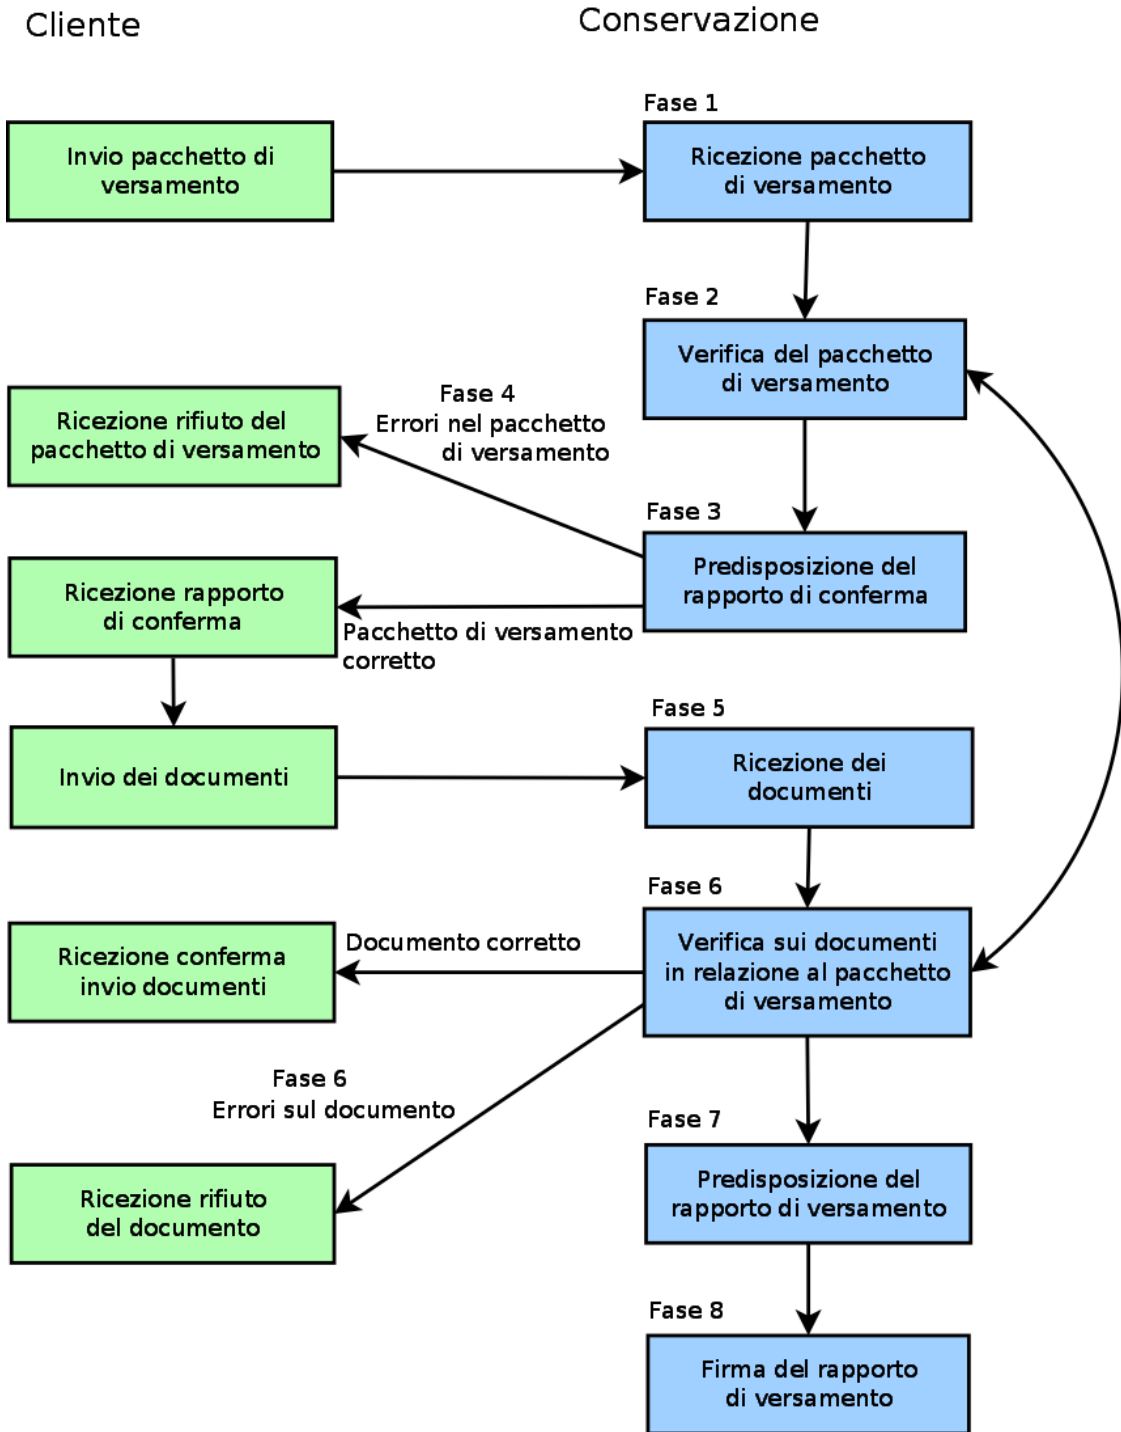 Cliente
Conservazione
Fase 1
Invio pacchetto di
versamento
Ricezione pacchetto
di versamento
Fase 2
Verifica del pacchetto
di versamento
Fase 4
Errori nel pacchetto
di versamento
Ricezione rifiuto del
pacchetto di versamento
Fase 3
Predisposizione del
rapporto di conferma
Ricezione rapporto
di conferma
Pacchetto di versamento
corretto
Invio dei documenti
Fase 5
Ricezione dei
documenti
Fase 6
Verifica sui documenti
in relazione al pacchetto
di versamento
Documento corretto
Ricezione conferma
invio documenti
Fase 6
Errori sul documento
Ricezione rifiuto
del documento
Fase 7
Predisposizione del
rapporto di versamento
Fase 8
Firma del rapporto
di versamento